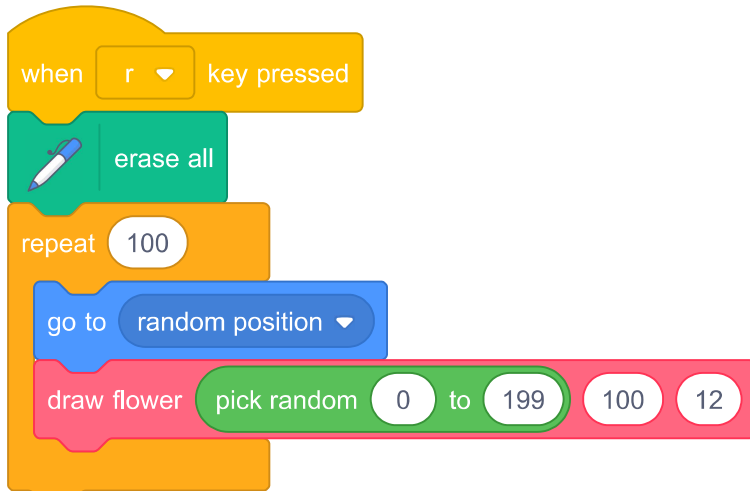 when r key pressed
erase all
repeat 100
go to random position
draw flower pick random 0 to 199 100 12